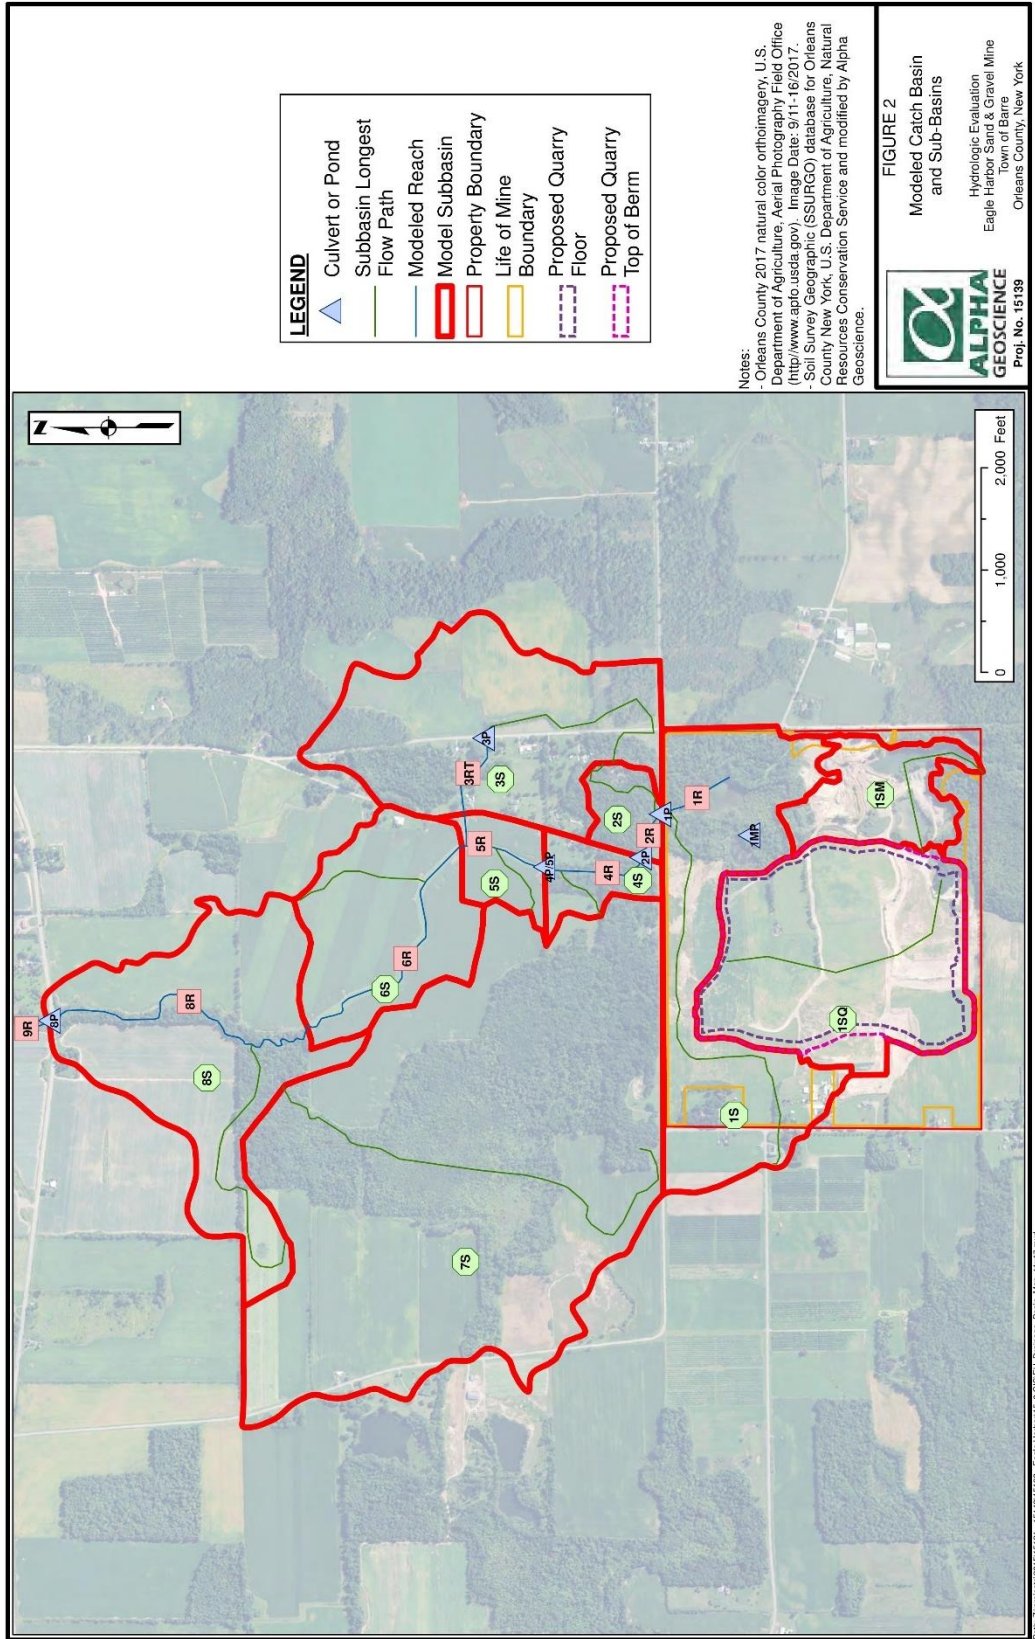 LEGEND
Culvert or Pond
Subbasin Longest
Flow Path
Modeled Reach
Model Subbasin
Property Boundary
Life of Mine
Boundary
Proposed Quarry
Floor
Proposed Quarry
Top of Berm
Notes:
- Orleans County 2017 natural color orthoimagery, U.S.
Department of Agriculture, Aerial Photography Field Office
(http//www.apfo.usda.gov). Image Date: 9/11-16/2017.
- Soil Survey Geographic (SSURGO) database for Orleans
County New York, U.S. Department of Agriculture, Natural
Resources Conservation Service and modified by Alpha
Geoscience.
ALPHA
GEOSCIENCE
Proj. No. 15139
FIGURE 2
Modeled Catch Basin
and Sub-Basins
Hydrologic Evaluation
Eagle Harbor Sand & Gravel Mine
Town of Barre
Orleans County, New York
N
9R
8P
8R
8S
6S
6R
7S
5R
5S
3RT
3P
3S
4P/5P
2S
4R
4S
2P
2R
1P
1R
1MP
1SM
1SQ
1S
0 1,000 2,000 Feet